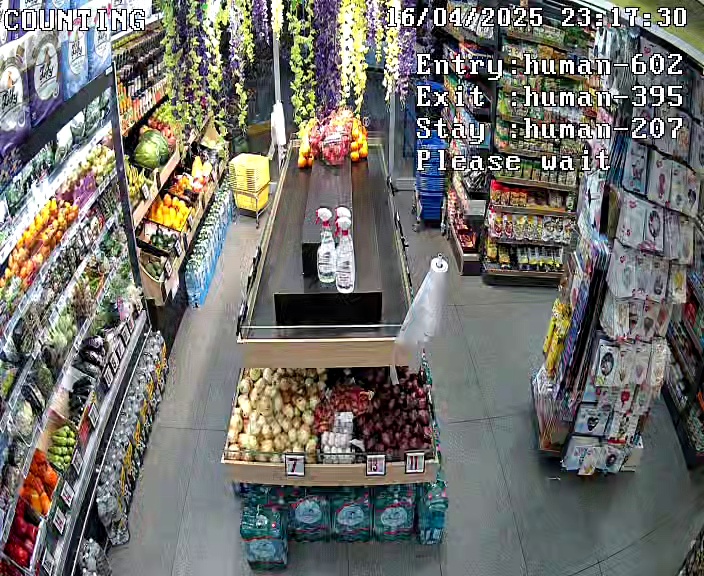 COUNTING
16/04/2025 23:17:30
Entry:human-602
Exit :human-395
Stay :human-207
Please wait
7
13
11